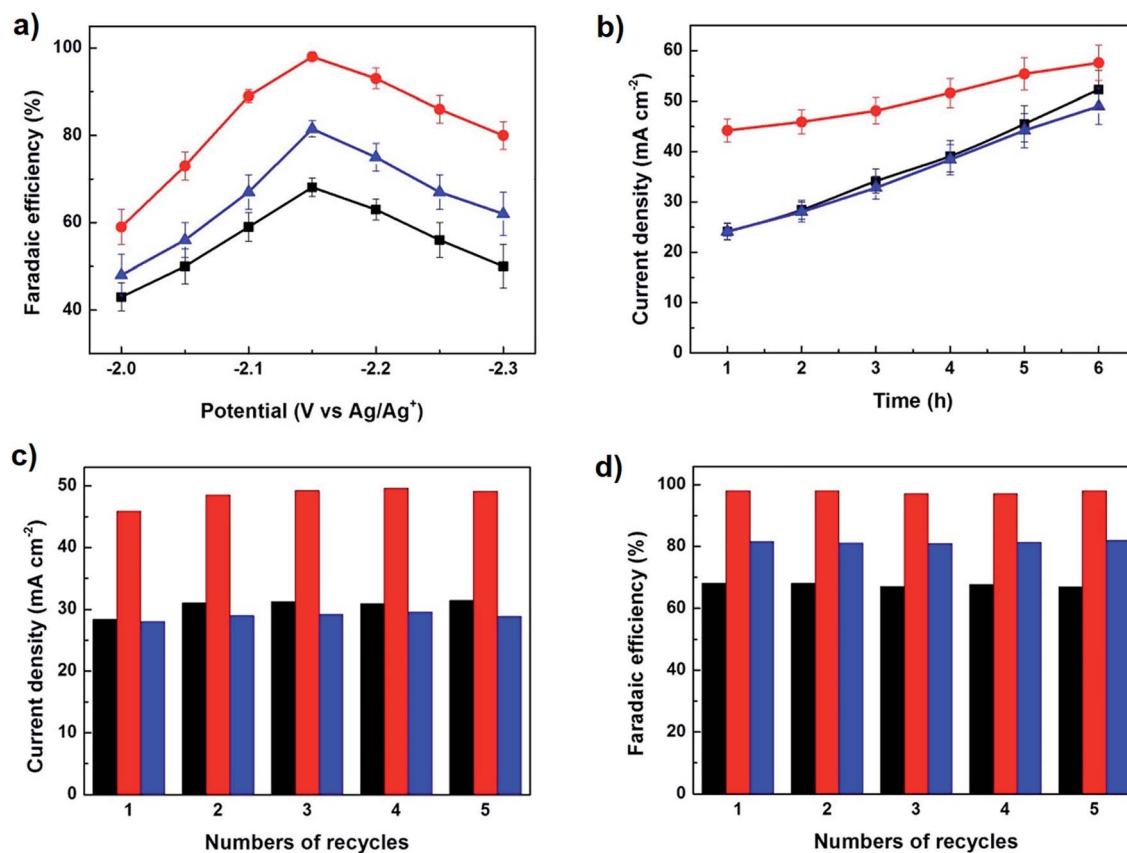 a)
100
80
60
40
Faradaic efficiency (%)
-2.0
-2.1
-2.2
-2.3
Potential (V vs Ag/Ag⁺)
b)
60
50
40
30
20
10
0
Current density (mA cm⁻²)
1 2 3 4 5 6
Time (h)
c)
50
40
30
20
10
0
Current density (mA cm⁻²)
1 2 3 4 5
Numbers of recycles
d)
100
80
60
40
20
0
Faradaic efficiency (%)
1 2 3 4 5
Numbers of recycles